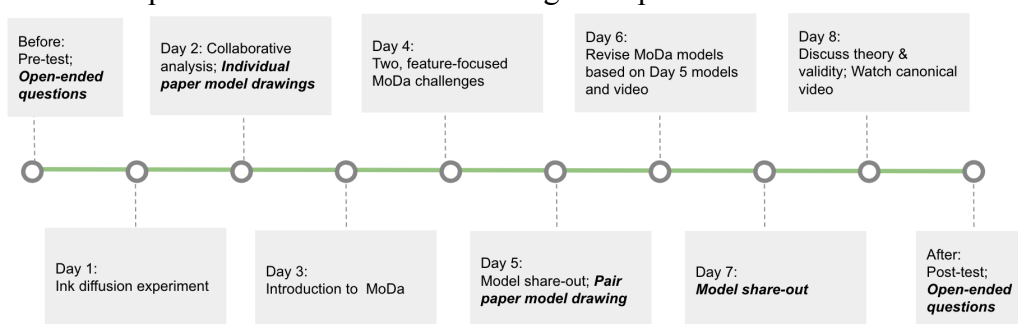 Before:
Pre-test;
Open-ended
questions
Day 2: Collaborative
analysis; Individual
paper model drawings
Day 4:
Two, feature-focused
MoDa challenges
Day 6:
Revise MoDa models
based on Day 5 models
and video
Day 8:
Discuss theory &
validity; Watch canonical
video
Day 1:
Ink diffusion experiment
Day 3:
Introduction to MoDa
Day 5:
Model share-out; Pair
paper model drawing
Day 7:
Model share-out
After:
Post-test;
Open-ended
questions